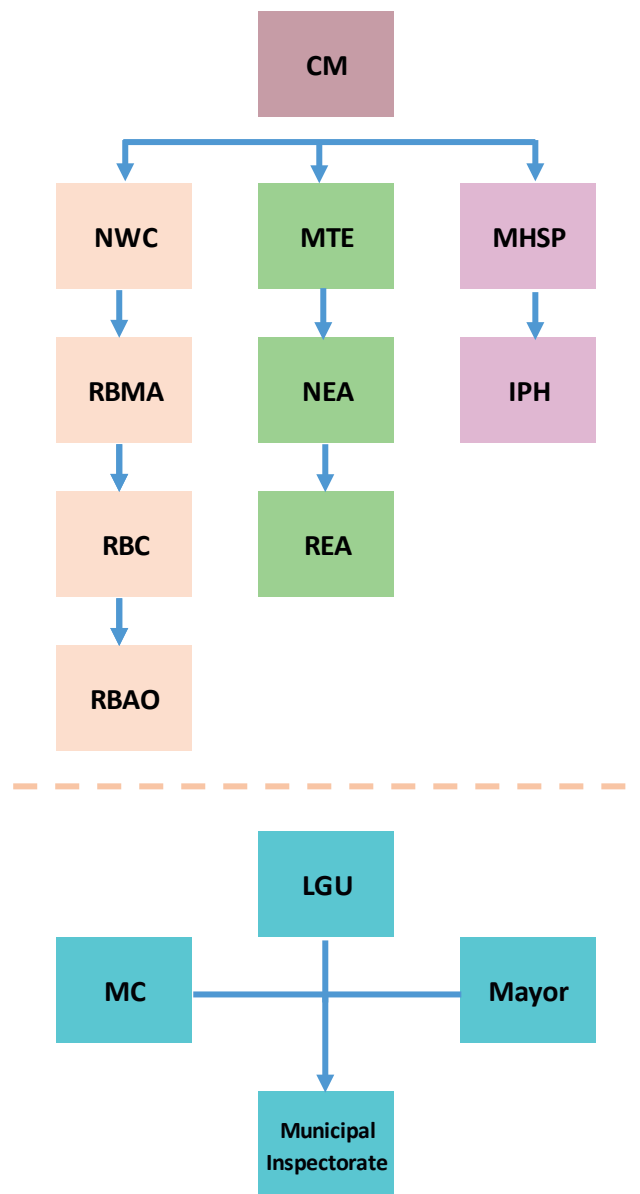 CM
NWC
MTE
MHSP
RBMA
NEA
IPH
RBC
REA
RBAO
LGU
MC
Mayor
Municipal
Inspectorate